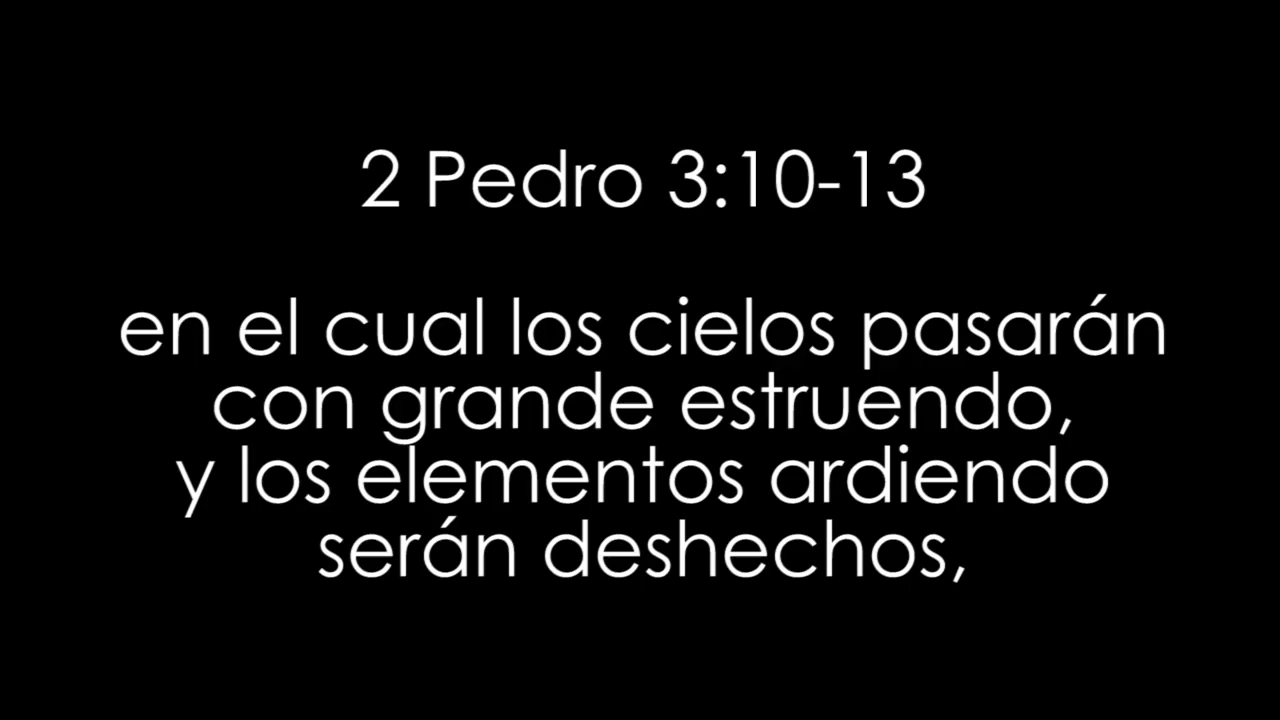 2 Pedro 3:10-13
en el cual los cielos pasarán
con grande estruendo,
y los elementos ardiendo
serán deshechos,